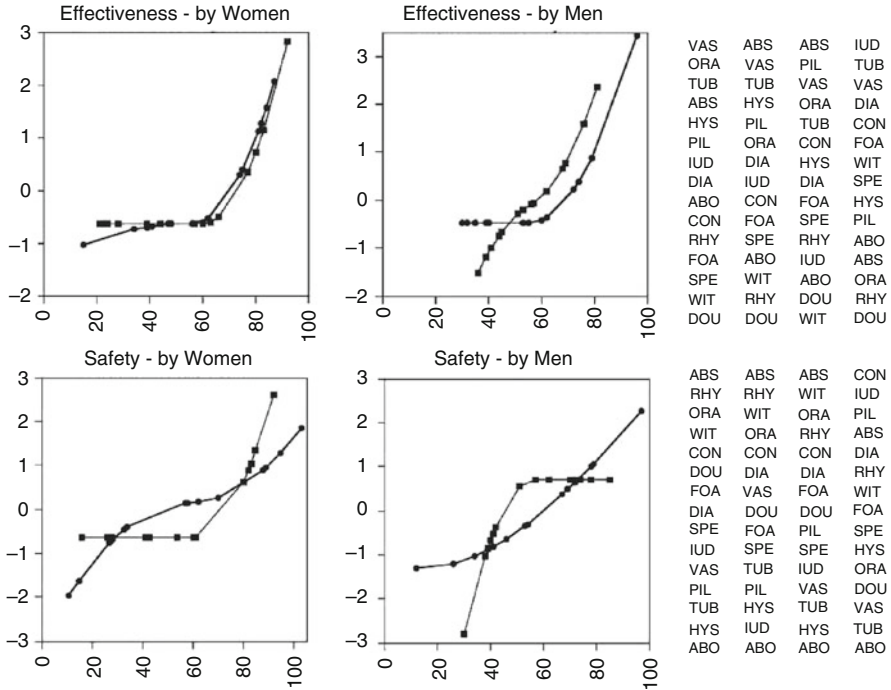 Effectiveness - by Women
3
2
1
0
–1
–2
0
20
40
60
80
100
Effectiveness - by Men
3
2
1
0
–1
–2
0
20
40
60
80
100
VAS ABS ABS IUD
ORA VAS PIL TUB
TUB TUB VAS VAS
ABS HYS ORA DIA
HYS PIL TUB CON
PIL ORA CON FOA
IUD DIA HYS WIT
DIA IUD DIA SPE
ABO CON FOA HYS
CON FOA SPE PIL
RHY SPE RHY ABO
FOA ABO IUD ABS
SPE WIT ABO ORA
WIT RHY DOU RHY
DOU DOU WIT DOU
Safety - by Women
3
2
1
0
–1
–2
–3
0
20
40
60
80
100
Safety - by Men
3
2
1
0
–1
–2
–3
0
20
40
60
80
100
ABS ABS ABS CON
RHY RHY WIT IUD
ORA WIT ORA PIL
WIT ORA RHY ABS
CON CON CON DIA
DOU DIA DIA RHY
FOA VAS FOA WIT
DIA DOU DOU FOA
SPE FOA PIL SPE
IUD SPE SPE HYS
VAS TUB IUD ORA
PIL PIL VAS DOU
TUB HYS TUB VAS
HYS IUD HYS TUB
ABO ABO ABO ABO